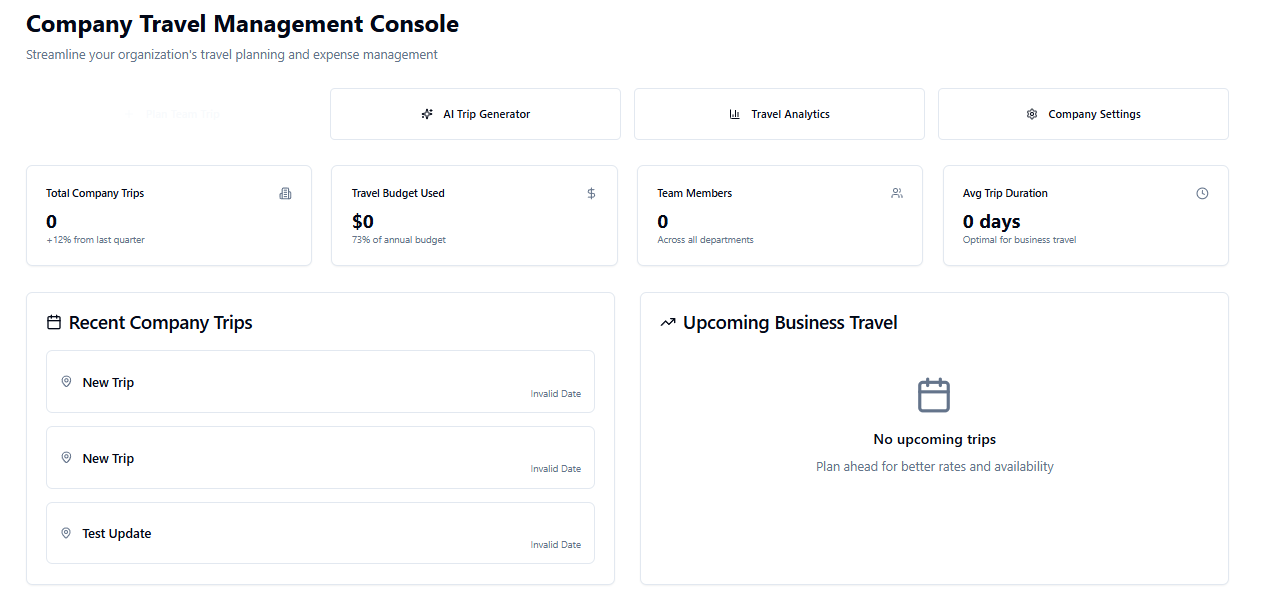 Company Travel Management Console
Streamline your organization's travel planning and expense management
Plan Team Trip
AI Trip Generator
Travel Analytics
Company Settings
Total Company Trips
0
+12% from last quarter
Travel Budget Used
$0
73% of annual budget
Team Members
0
Across all departments
Avg Trip Duration
0 days
Optimal for business travel
Recent Company Trips
New Trip
Invalid Date
New Trip
Invalid Date
Test Update
Invalid Date
Upcoming Business Travel
No upcoming trips
Plan ahead for better rates and availability